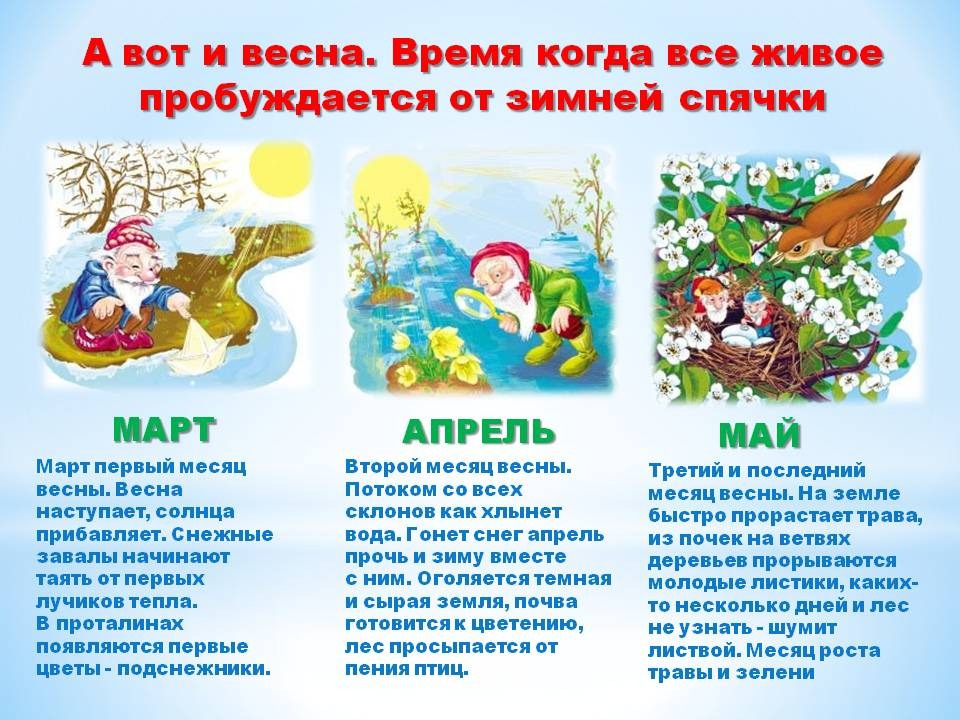 А вот и весна. Время когда все живое
пробуждается от зимней спячки
МАРТ
Март первый месяц
весны. Весна
наступает, солнца
прибавляет. Снежные
завалы начинают
таять от первых
лучиков тепла.
В проталинах
появляются первые
цветы - подснежники.
АПРЕЛЬ
Второй месяц весны.
Потоком со всех
склонов как хлынет
вода. Гонет снег апрель
прочь и зиму вместе
с ним. Оголяется темная
и сырая земля, почва
готовится к цветению,
лес просыпается от
пения птиц.
МАЙ
Третий и последний
месяц весны. На земле
быстро прорастает трава,
из почек на ветвях
деревьев прорываются
молодые листики, каких-
то несколько дней и лес
не узнать - шумит
листвой. Месяц роста
травы и зелени